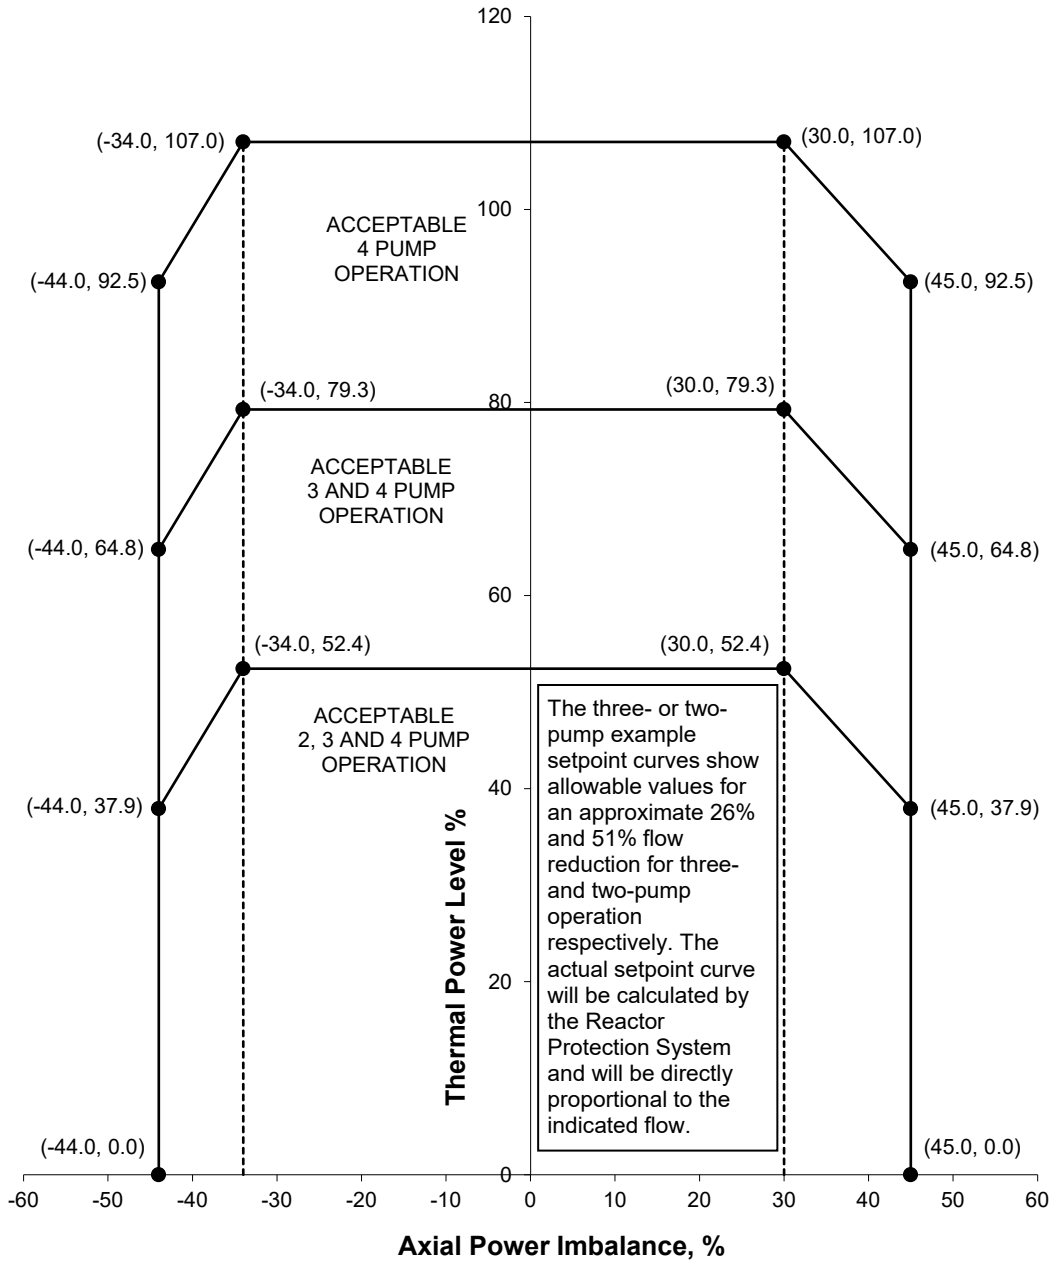 120
(-34.0, 107.0)
(30.0, 107.0)
100
ACCEPTABLE
4 PUMP
OPERATION
(-44.0, 92.5)
(45.0, 92.5)
(-34.0, 79.3)
(30.0, 79.3)
80
ACCEPTABLE
3 AND 4 PUMP
OPERATION
(-44.0, 64.8)
(45.0, 64.8)
60
(-34.0, 52.4)
(30.0, 52.4)
ACCEPTABLE
2, 3 AND 4 PUMP
OPERATION
The three- or two-
pump example
setpoint curves show
allowable values for
an approximate 26%
and 51% flow
reduction for three-
and two-pump
operation
respectively. The
actual setpoint curve
will be calculated by
the Reactor
Protection System
and will be directly
proportional to the
indicated flow.
40
(-44.0, 37.9)
(45.0, 37.9)
Thermal Power Level %
20
(-44.0, 0.0)
(45.0, 0.0)
0
-60 -50 -40 -30 -20 -10 0 10 20 30 40 50 60
Axial Power Imbalance, %